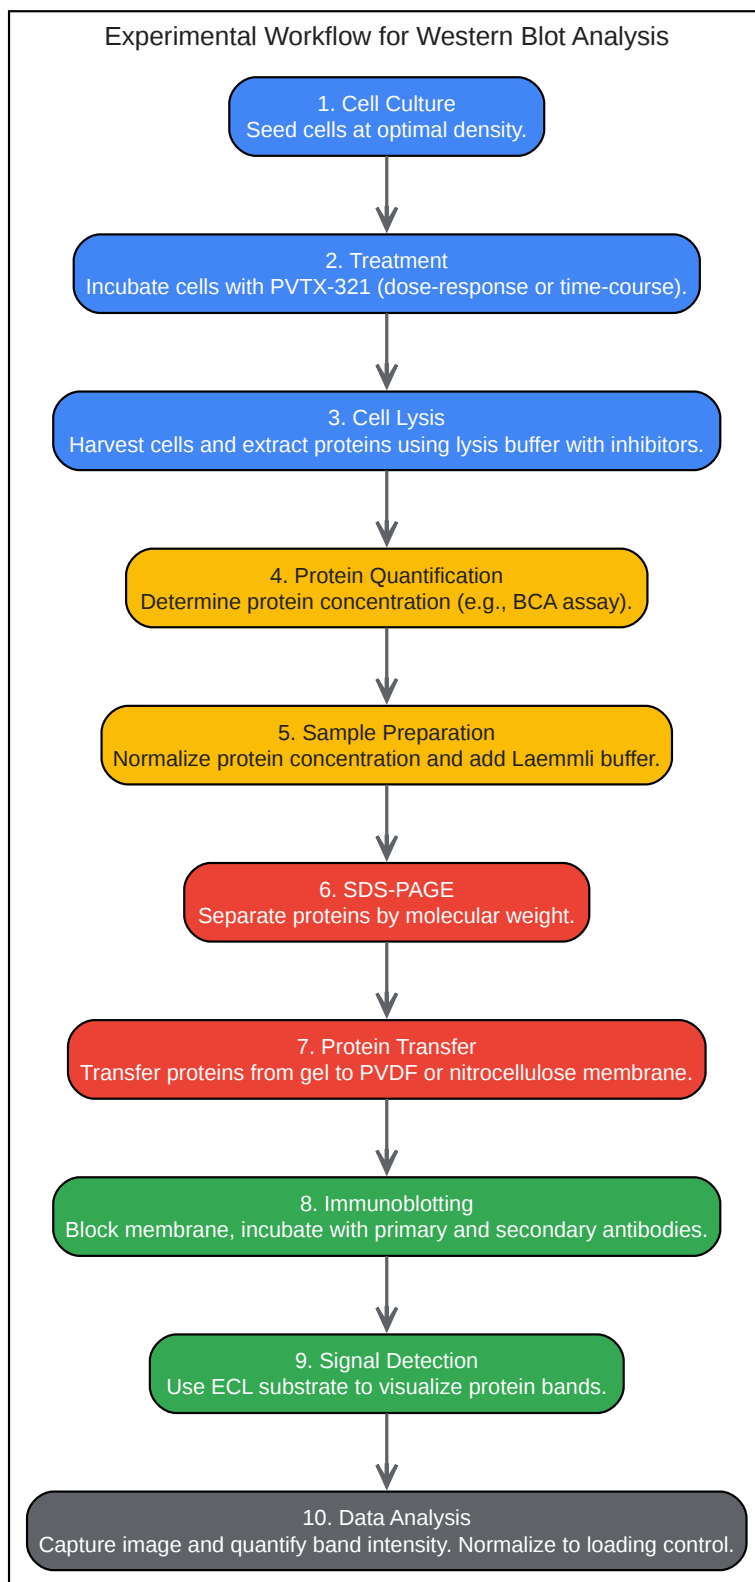 Experimental Workflow for Western Blot Analysis
1. Cell Culture
Seed cells at optimal density.
2. Treatment
Incubate cells with PVTX-321 (dose-response or time-course).
3. Cell Lysis
Harvest cells and extract proteins using lysis buffer with inhibitors.
4. Protein Quantification
Determine protein concentration (e.g., BCA assay).
5. Sample Preparation
Normalize protein concentration and add Laemmli buffer.
6. SDS-PAGE
Separate proteins by molecular weight.
7. Protein Transfer
Transfer proteins from gel to PVDF or nitrocellulose membrane.
8. Immunoblotting
Block membrane, incubate with primary and secondary antibodies.
9. Signal Detection
Use ECL substrate to visualize protein bands.
10. Data Analysis
Capture image and quantify band intensity. Normalize to loading control.